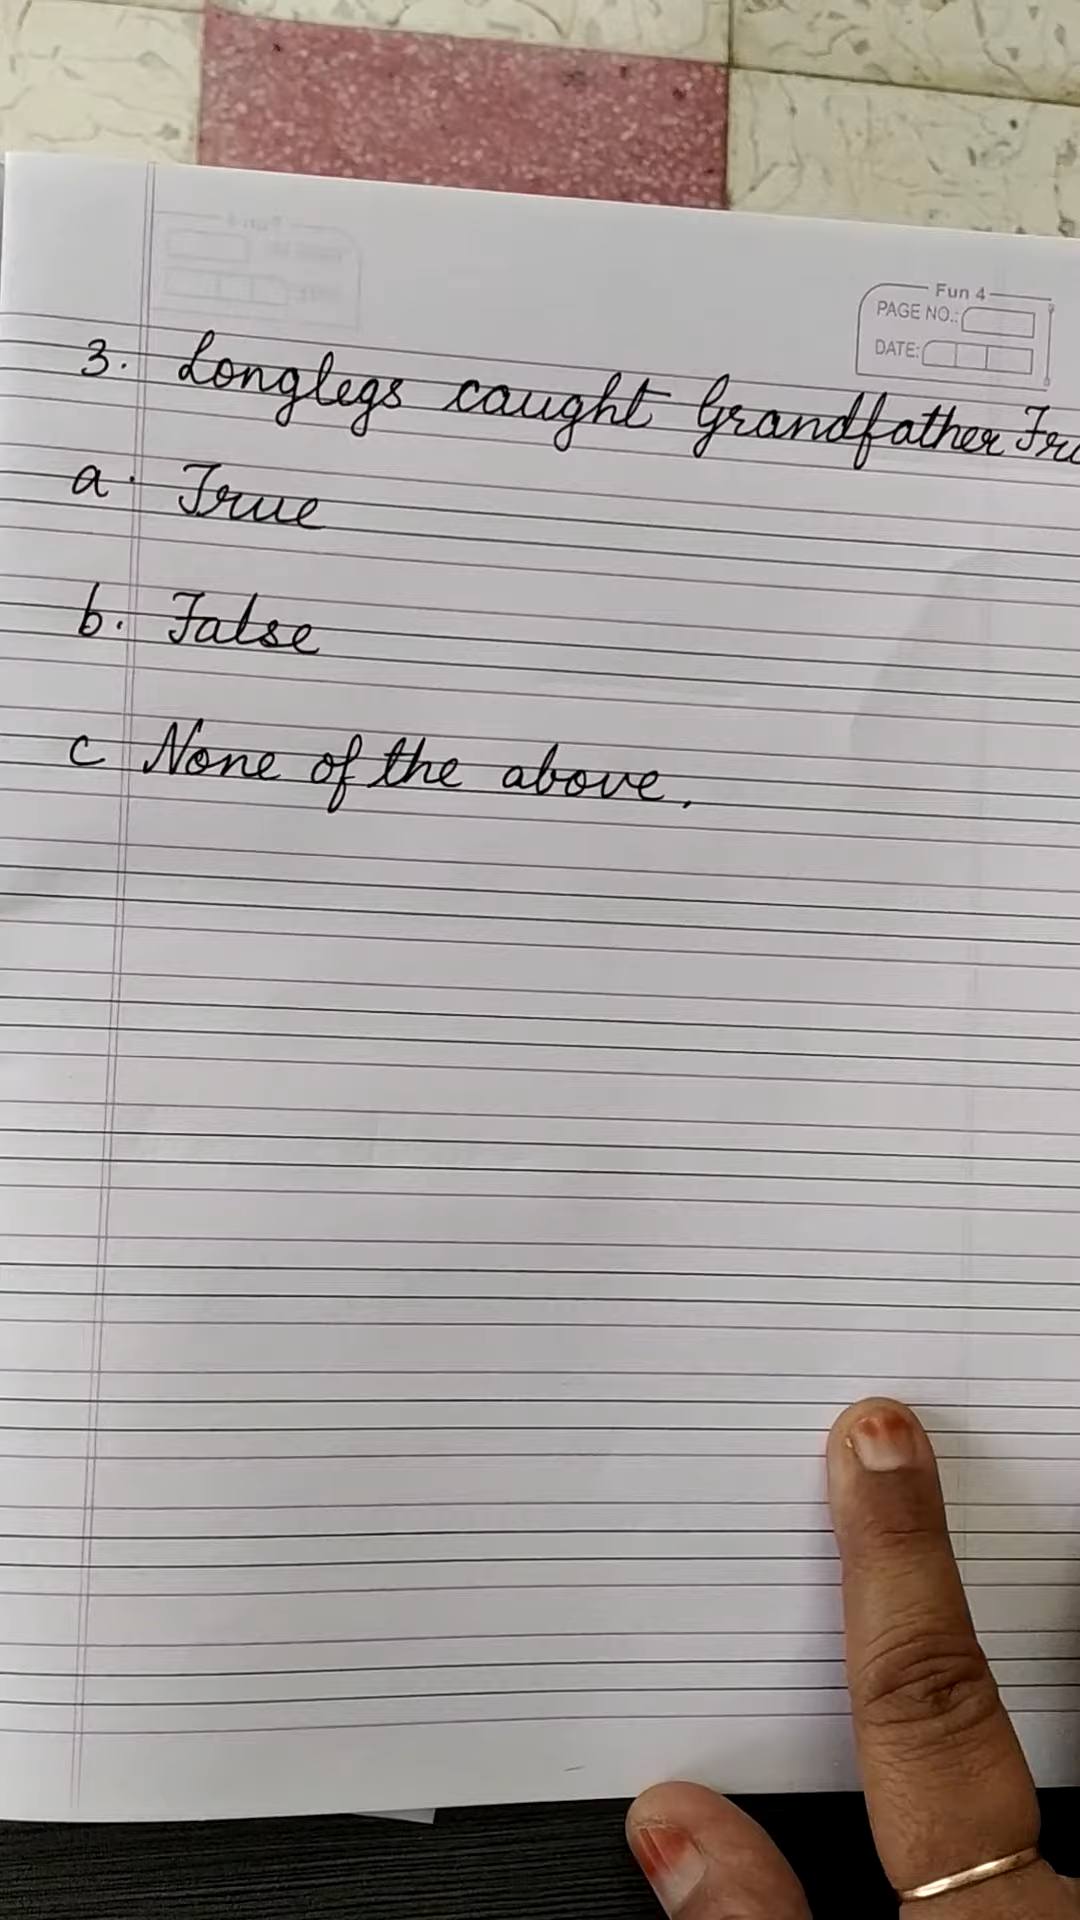 Fun 4
PAGE NO.:
DATE:
3. Longlegs caught Grandfather
a. True
b. False
c None of the above.